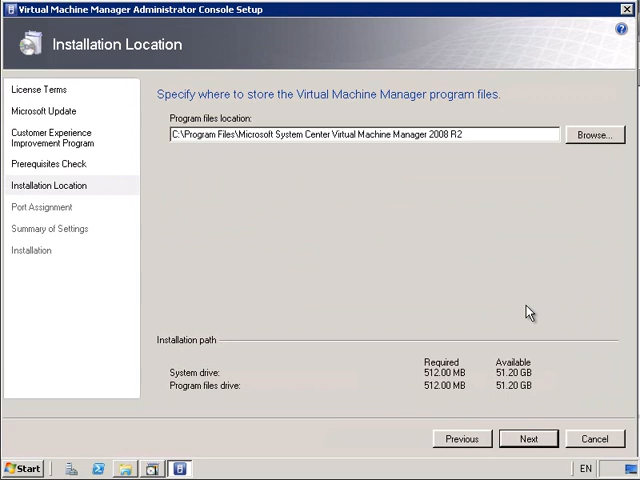 Virtual Machine Manager Administrator Console Setup
Installation Location
License Terms
Microsoft Update
Customer Experience
Improvement Program
Prerequisites Check
Installation Location
Port Assignment
Summary of Settings
Installation
Specify where to store the Virtual Machine Manager program files.
Program files location:
C:\Program Files\Microsoft System Center Virtual Machine Manager 2008 R2
Browse...
Installation path
Required Available
System drive: 512.00 MB 51.20 GB
Program files drive: 512.00 MB 51.20 GB
Previous Next Cancel
Start EN